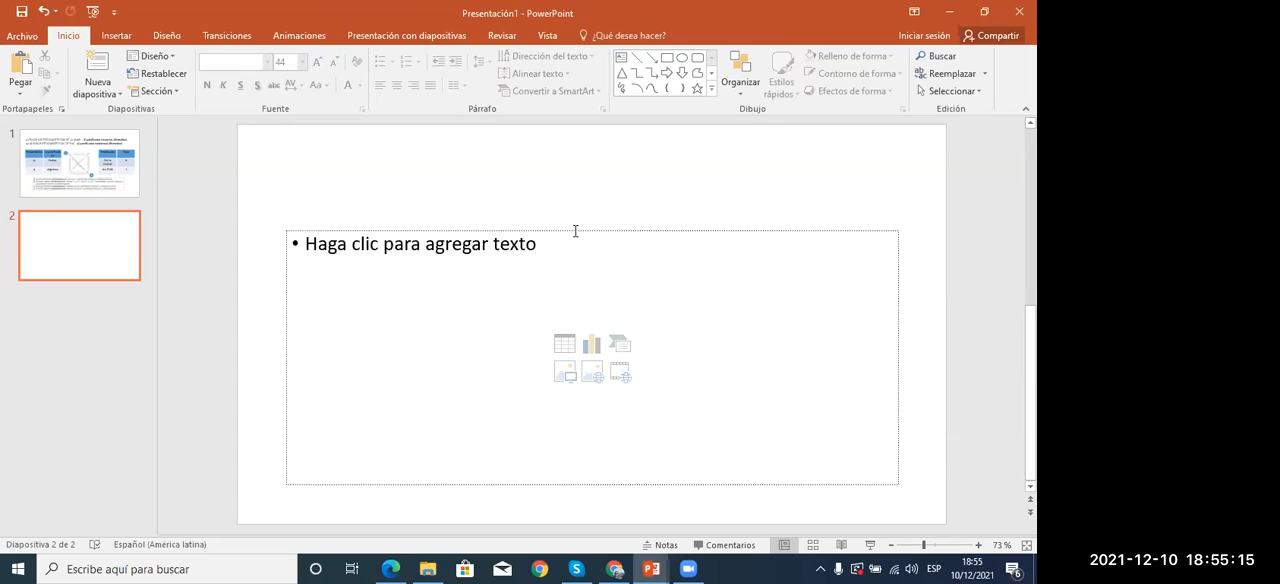 Presentación1 - PowerPoint
Archivo Inicio Insertar Diseño Transiciones Animaciones Presentación con diapositivas Revisar Vista ¿Qué desea hacer? Iniciar sesión Compartir
Pegar
Portapapeles
Nueva diapositiva
Diseño
Restablecer
Sección
Diapositivas
44
N K S S abc AV Aa A
Fuente
Dirección del texto
Alinear texto
Convertir a SmartArt
Párrafo
Organizar
Estilos rápidos
Relleno de forma
Contorno de forma
Efectos de forma
Dibujo
Buscar
Reemplazar
Seleccionar
Edición
1
2
• Haga clic para agregar texto
Diapositiva 2 de 2 Español (América latina) Notas Comentarios 73 %
Escribe aquí para buscar
ESP
18:55
10/12/2021
6
2021-12-10 18:55:15